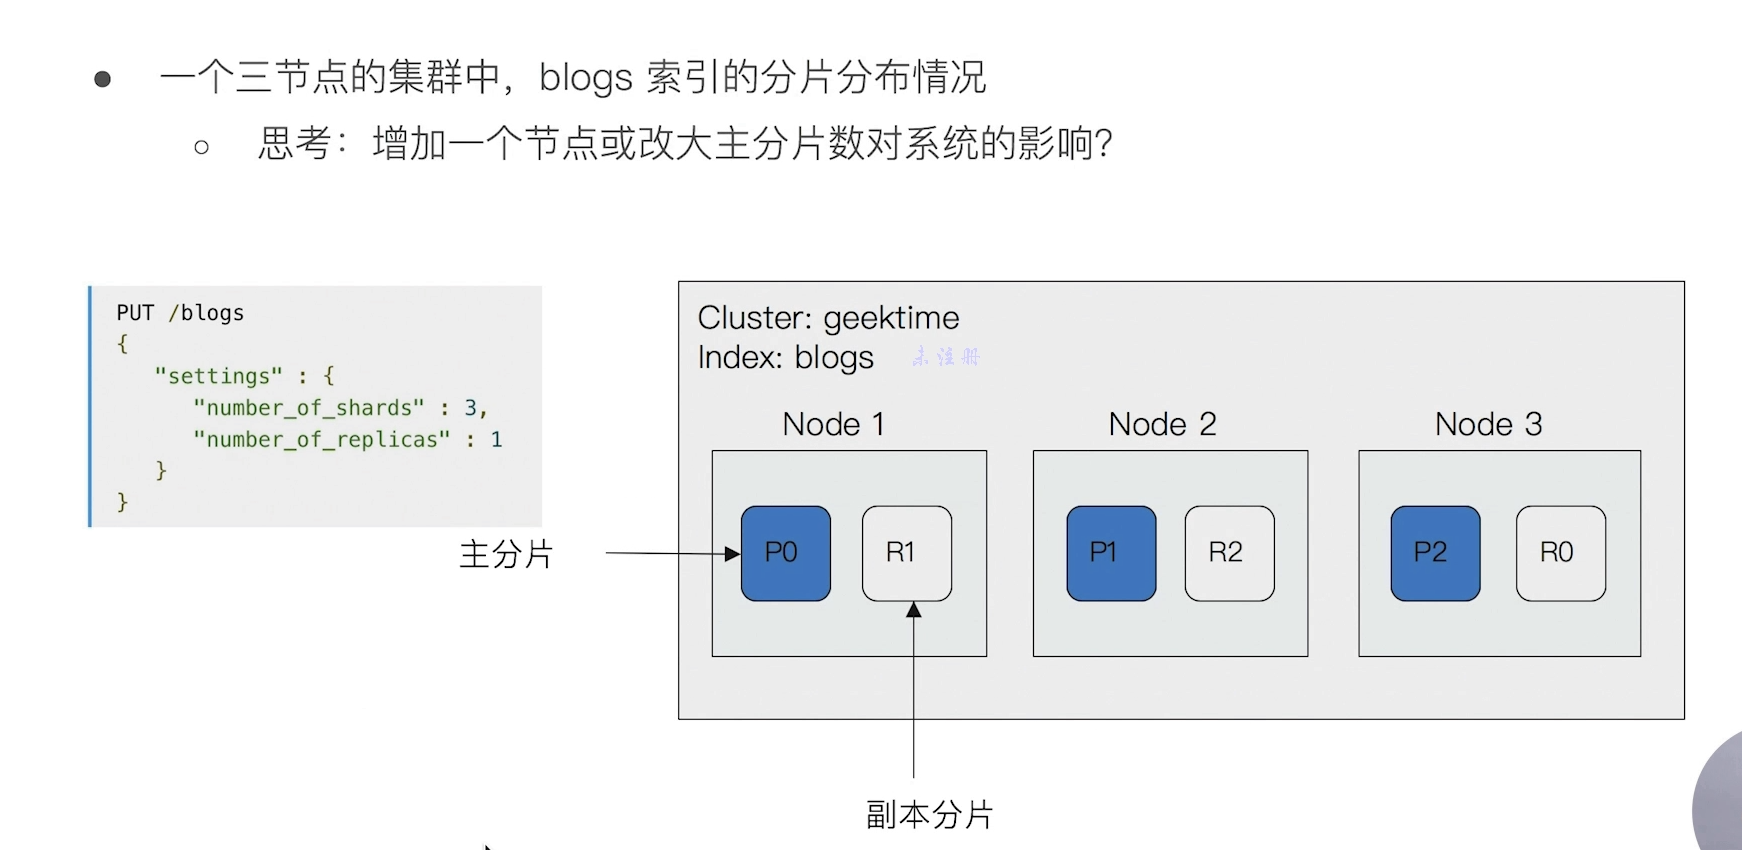 ● 一个三节点的集群中，blogs 索引的分片分布情况
○ 思考：增加一个节点或改大主分片数对系统的影响？
PUT /blogs
{
"settings" : {
"number_of_shards" : 3,
"number_of_replicas" : 1
}
}
主分片
Cluster: geektime
Index: blogs 未注册
Node 1 Node 2 Node 3
P0 R1 P1 R2 P2 R0
副本分片